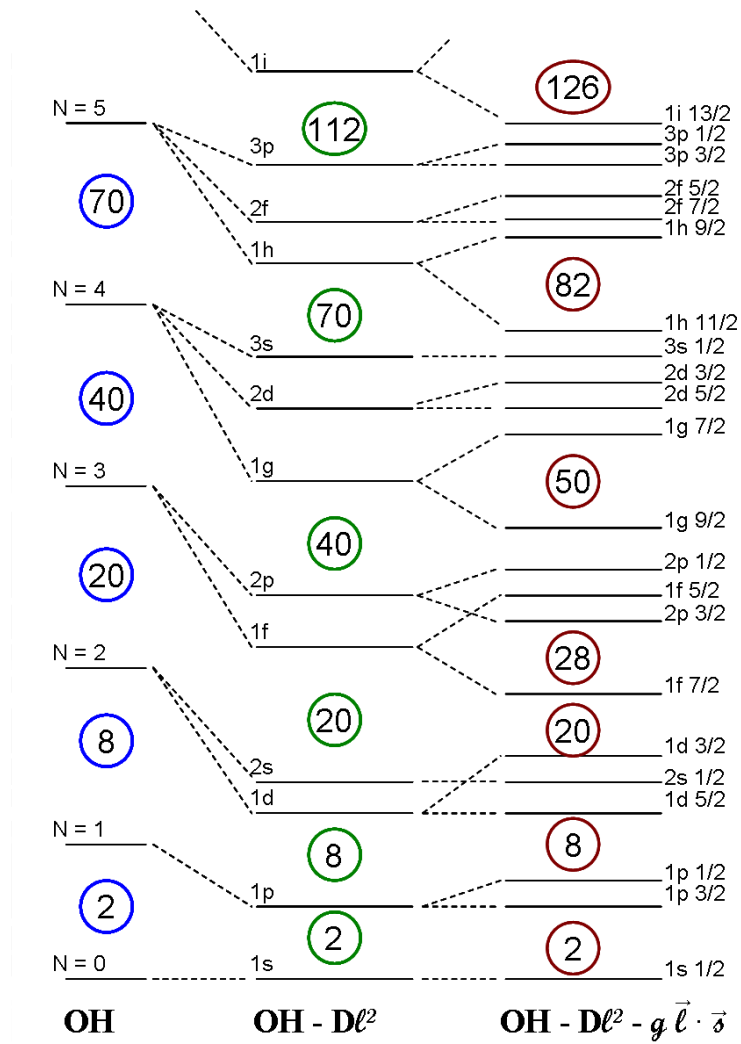 1i
126
N = 5
112
1i 13/2
3p 1/2
3p
3p 3/2
70
2f 5/2
2f
2f 7/2
1h
1h 9/2
N = 4
70
82
3s
1h 11/2
3s 1/2
40
2d
2d 3/2
2d 5/2
1g
1g 7/2
N = 3
50
40
1g 9/2
20
2p
2p 1/2
1f 5/2
1f
2p 3/2
N = 2
28
1f 7/2
8
20
20
1d 3/2
2s
2s 1/2
1d
1d 5/2
N = 1
8
8
1p 1/2
2
1p
1p 3/2
2
2
N = 0
1s
1s 1/2
OH
OH - Dℓ²
OH - Dℓ² - g ℓ⃗ · s⃗